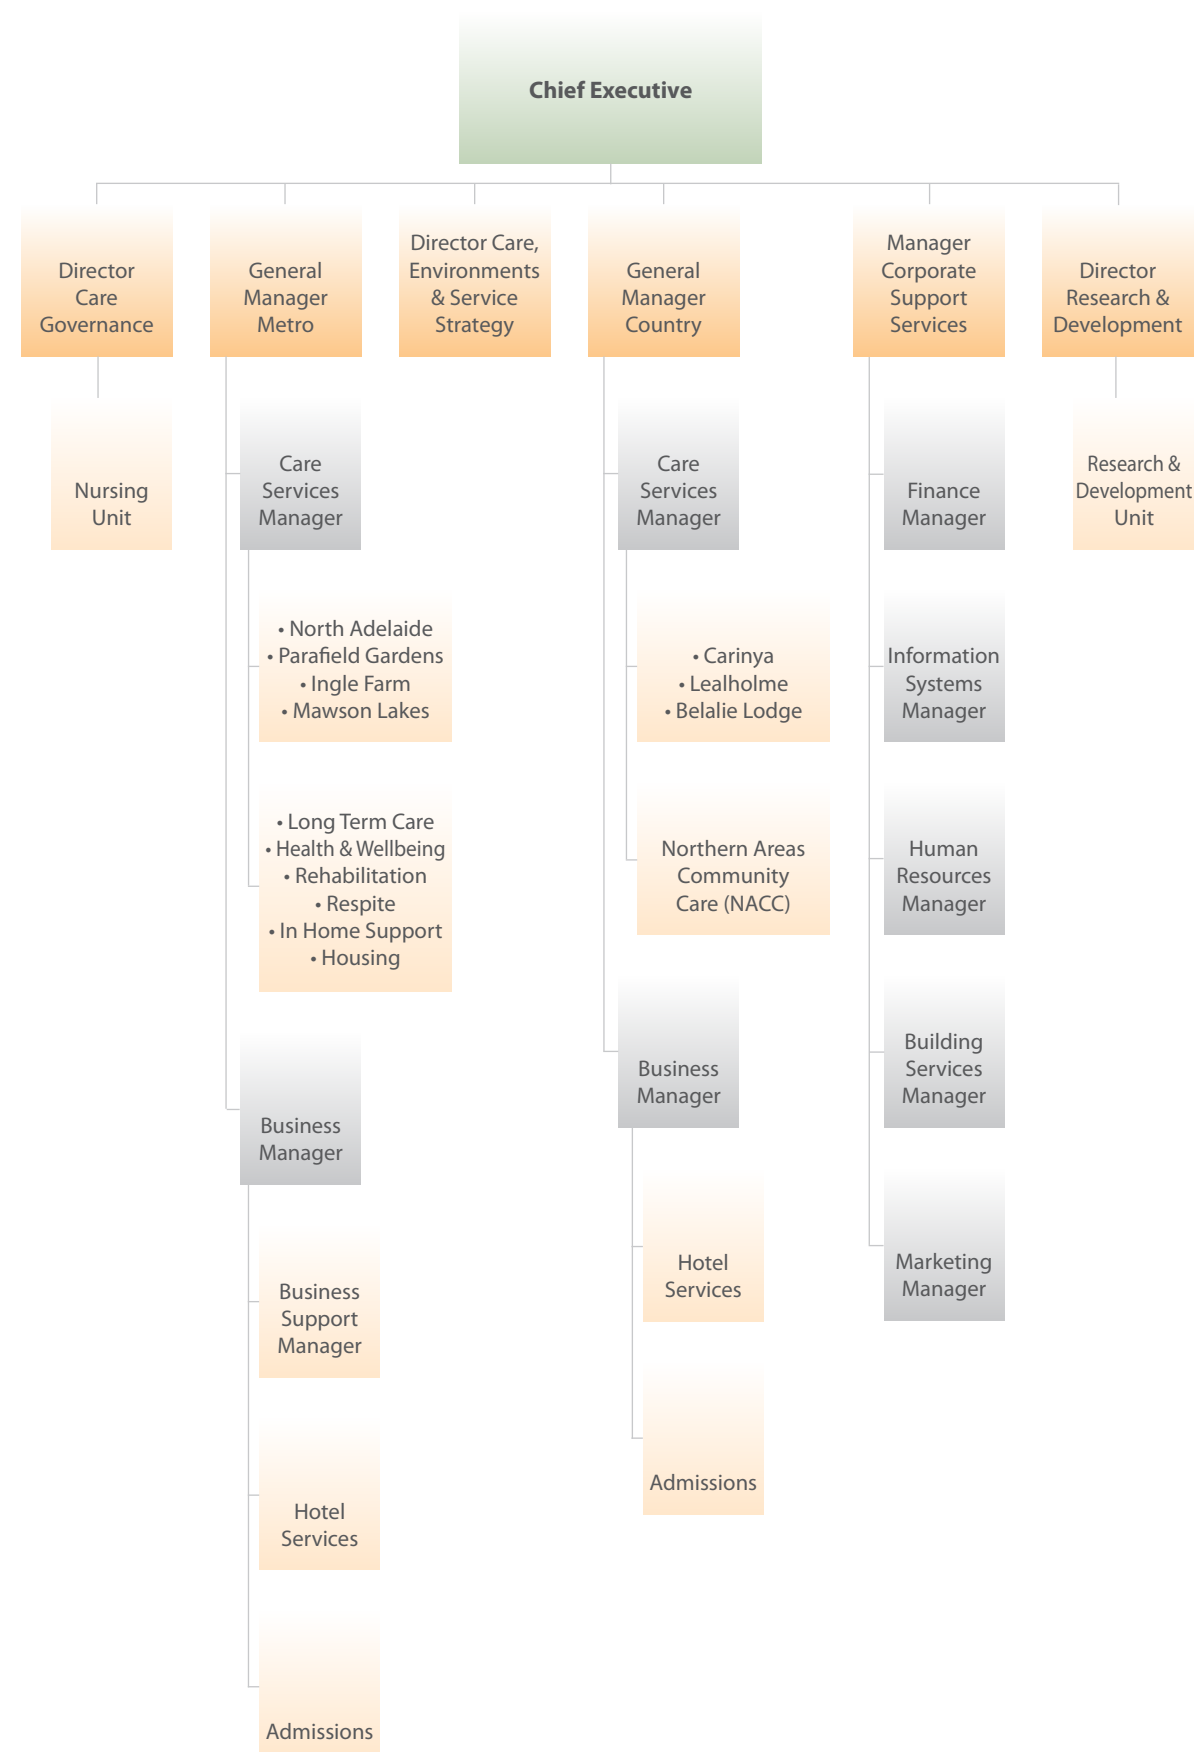 Chief Executive
Director
Care
Governance
General
Manager
Metro
Director Care,
Environments
& Service
Strategy
General
Manager
Country
Manager
Corporate
Support
Services
Director
Research &
Development
Nursing
Unit
Care
Services
Manager
• North Adelaide
• Parafield Gardens
• Ingle Farm
• Mawson Lakes
• Long Term Care
• Health & Wellbeing
• Rehabilitation
• Respite
• In Home Support
• Housing
Business
Manager
Business
Support
Manager
Hotel
Services
Admissions
Care
Services
Manager
• Carinya
• Lealholme
• Belalie Lodge
Northern Areas
Community
Care (NACC)
Business
Manager
Hotel
Services
Admissions
Finance
Manager
Information
Systems
Manager
Human
Resources
Manager
Building
Services
Manager
Marketing
Manager
Research &
Development
Unit